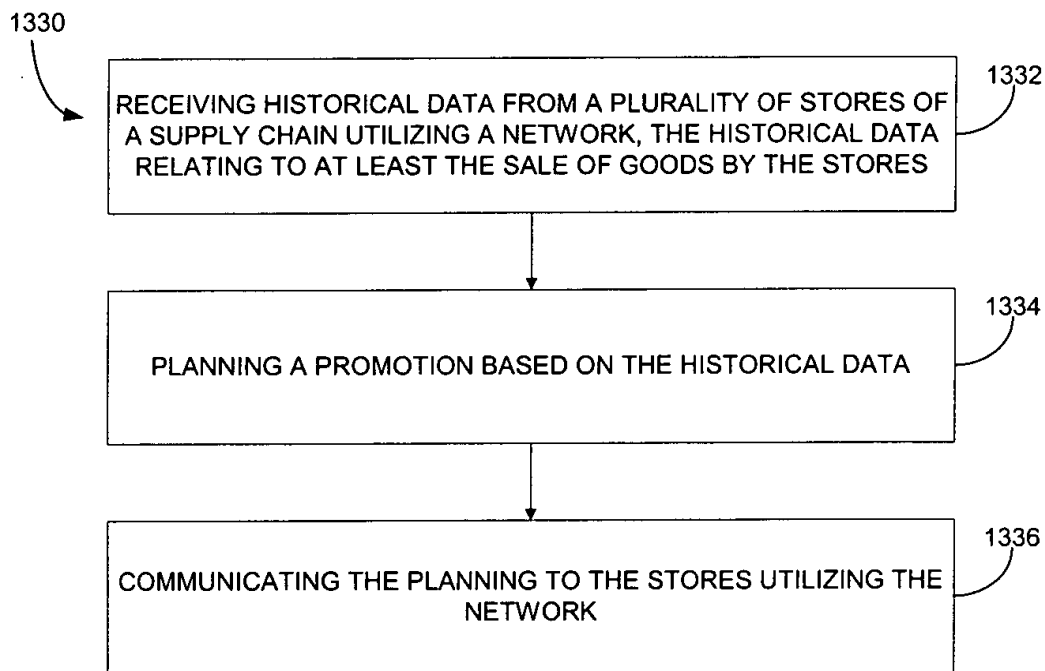 1330
1332
RECEIVING HISTORICAL DATA FROM A PLURALITY OF STORES OF
A SUPPLY CHAIN UTILIZING A NETWORK, THE HISTORICAL DATA
RELATING TO AT LEAST THE SALE OF GOODS BY THE STORES
1334
PLANNING A PROMOTION BASED ON THE HISTORICAL DATA
1336
COMMUNICATING THE PLANNING TO THE STORES UTILIZING THE
NETWORK